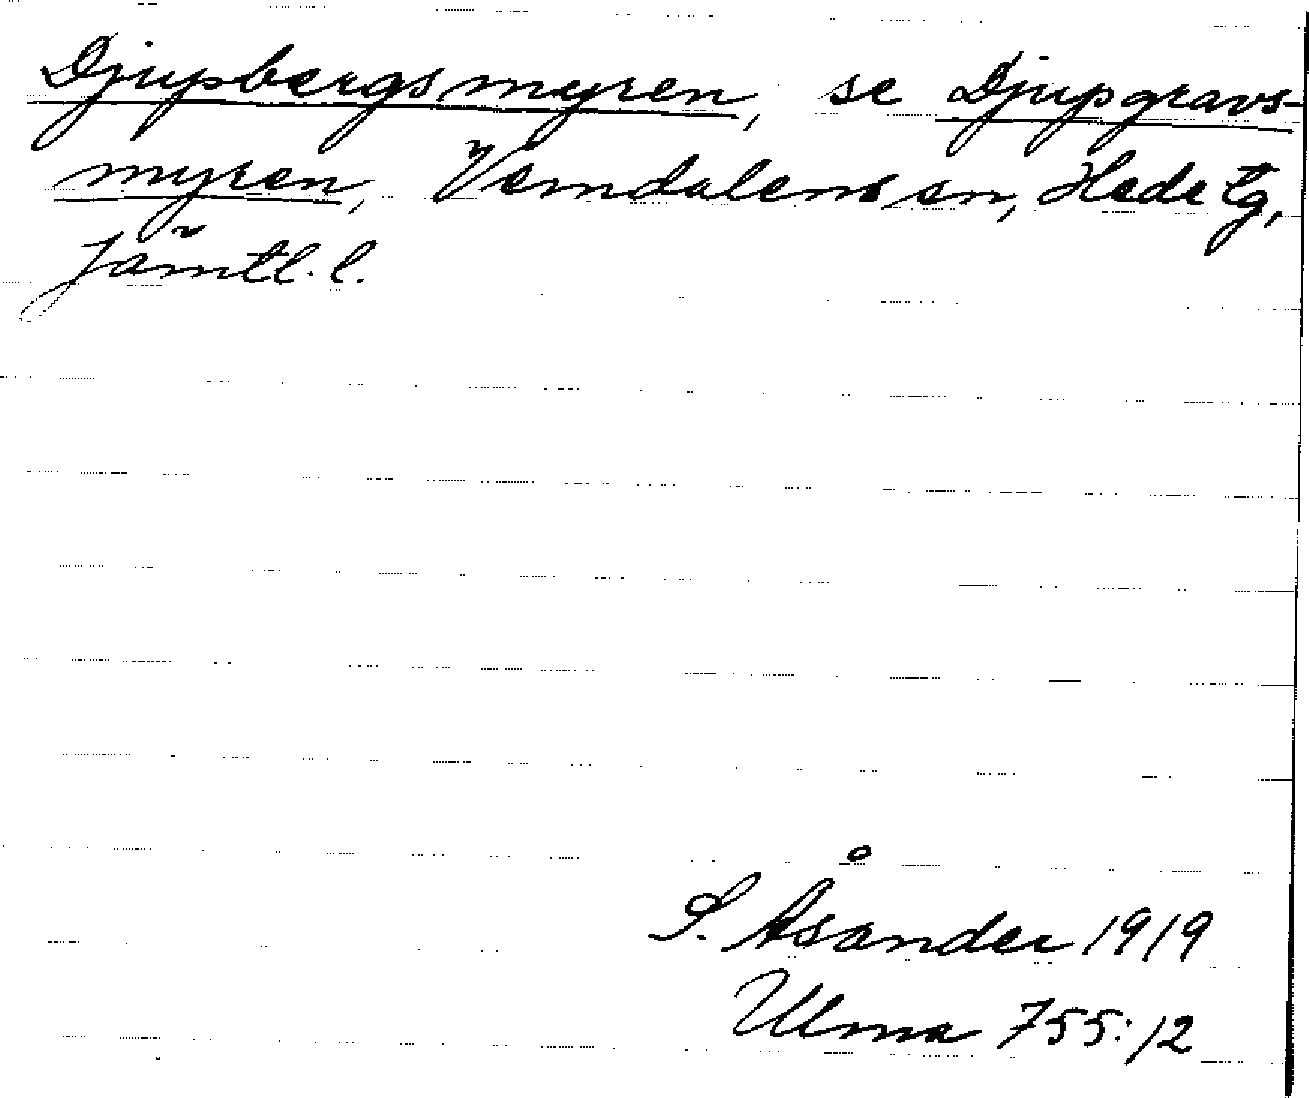 Djupbergsmyren, se Djupgravs-
myren, Vemdalens sn, Hede tg,
Jämtl. l.
S. Åsander 1919
Ulma 755:12